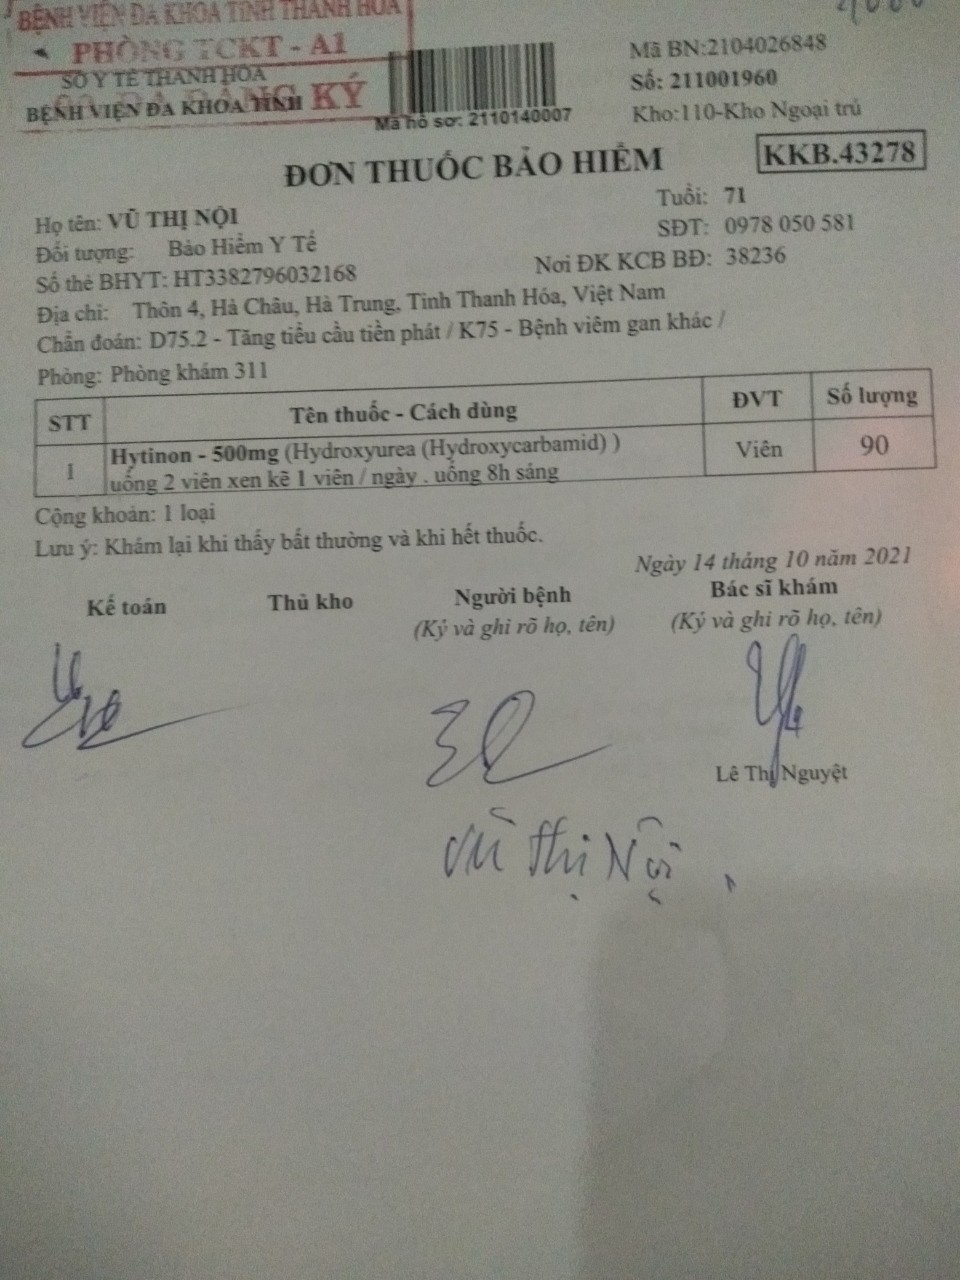 BỆNH VIỆN ĐA KHOA TỈNH THANH HÓA
PHÒNG TCKT - A1
SỞ Y TẾ THANH HÓA
BỆNH VIỆN ĐA KHOA TỈNH
ĐĂNG KÝ
Mã hồ sơ: 2110140007
Mã BN:2104026848
Số: 211001960
Kho:110-Kho Ngoại trú
ĐƠN THUỐC BẢO HIỂM
KKB.43278
Họ tên: VŨ THỊ NỘI Tuổi: 71
Đối tượng: Bảo Hiểm Y Tế SĐT: 0978 050 581
Số thẻ BHYT: HT3382796032168 Nơi ĐK KCB BĐ: 38236
Địa chỉ: Thôn 4, Hà Châu, Hà Trung, Tỉnh Thanh Hóa, Việt Nam
Chẩn đoán: D75.2 - Tăng tiểu cầu tiền phát / K75 - Bệnh viêm gan khác /
Phòng: Phòng khám 311
STT Tên thuốc - Cách dùng ĐVT Số lượng
1 Hytinon - 500mg (Hydroxyurea (Hydroxycarbamid) ) Viên 90
uống 2 viên xen kẽ 1 viên / ngày . uống 8h sáng
Cộng khoản: 1 loại
Lưu ý: Khám lại khi thấy bất thường và khi hết thuốc.
Ngày 14 tháng 10 năm 2021
Kế toán Thủ kho Người bệnh Bác sĩ khám
(Ký và ghi rõ họ, tên) (Ký và ghi rõ họ, tên)
Lê Thị Nguyệt
Vũ Thị Nội